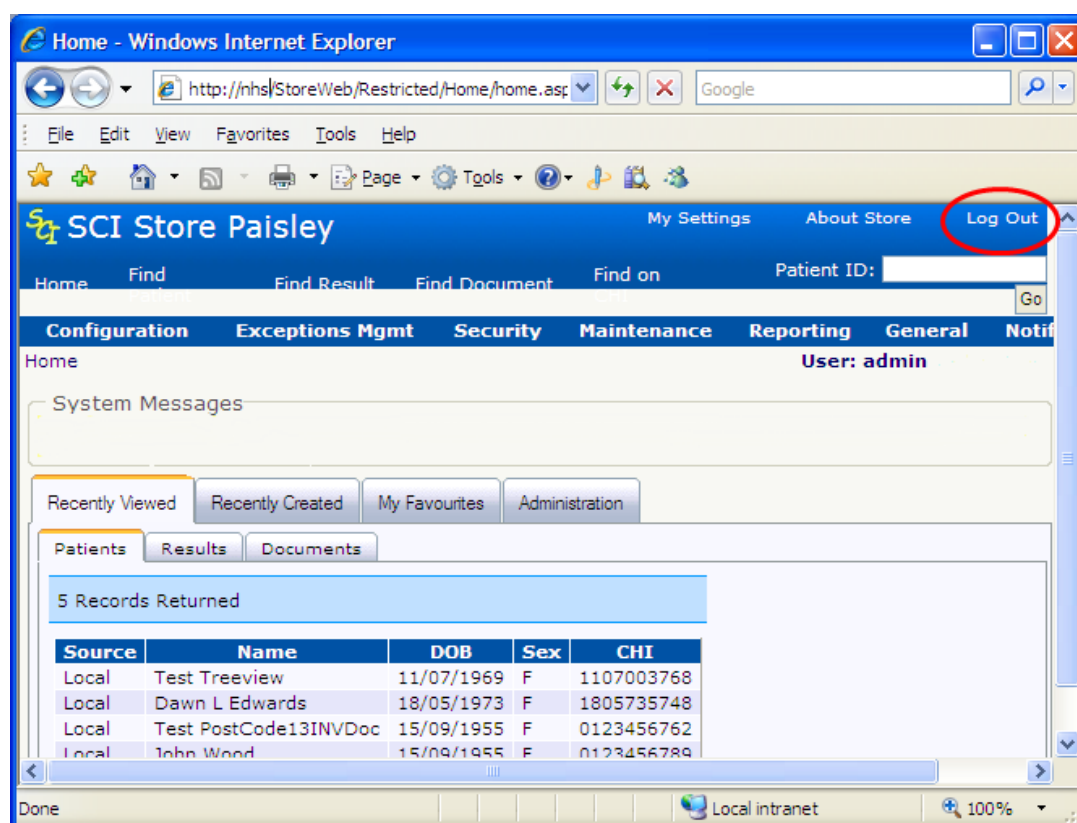 Home - Windows Internet Explorer
http://nhs/StoreWeb/Restricted/Home/home.asp
Google
File Edit View Favorites Tools Help
Page Tools
SCI Store Paisley My Settings About Store Log Out
Home Find Patient Find Result Find Document Find on CHI Patient ID:
Go
Configuration Exceptions Mgmt Security Maintenance Reporting General Notif
Home User: admin
System Messages
Recently Viewed Recently Created My Favourites Administration
Patients Results Documents
5 Records Returned
Source Name DOB Sex CHI
Local Test Treeview 11/07/1969 F 1107003768
Local Dawn L Edwards 18/05/1973 F 1805735748
Local Test PostCode13INVDoc 15/09/1955 F 0123456762
Local John Wood 15/09/1955 F 0123456789
Done Local intranet 100%